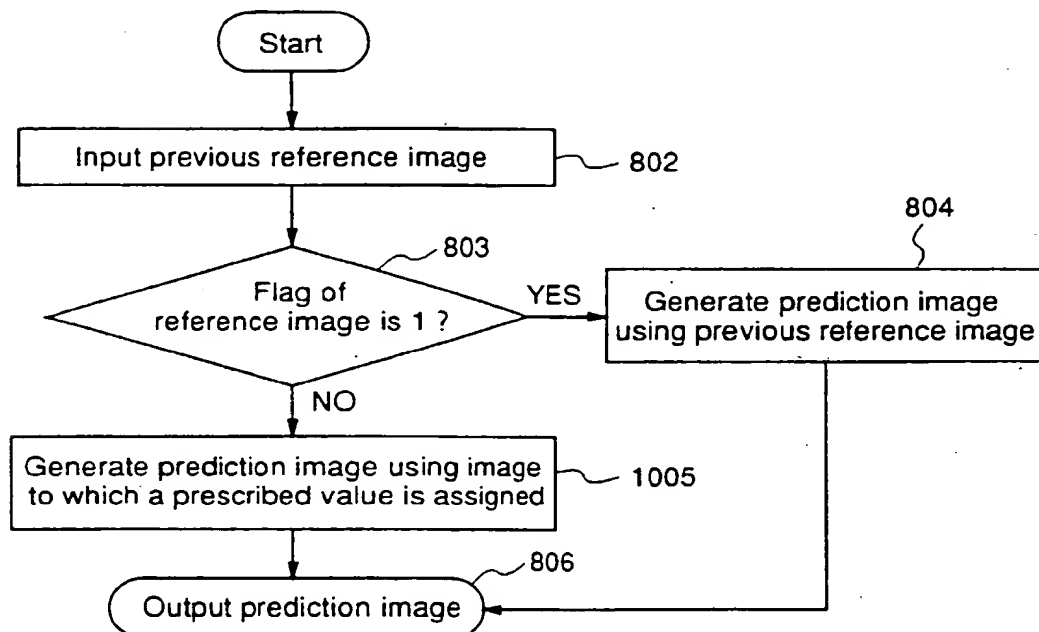 Start
Input previous reference image
802
803
Flag of
reference image is 1 ?
YES
804
Generate prediction image
using previous reference image
NO
Generate prediction image using image
to which a prescribed value is assigned
1005
806
Output prediction image